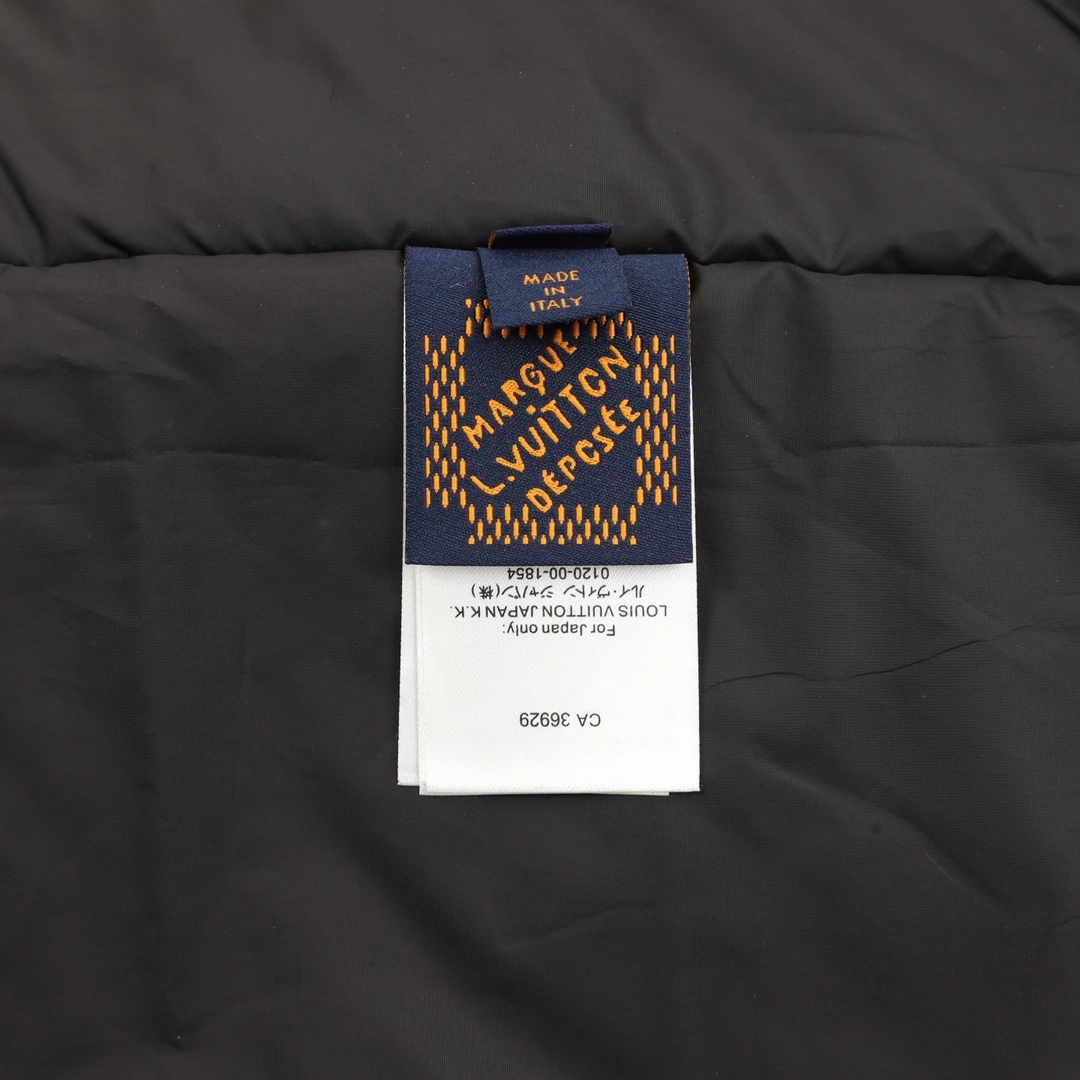 MADE
IN
ITALY
MARQUE
L.VUITTON
DÉPOSÉE
CA 36929
For Japan only:
LOUIS VUITTON JAPAN K.K.
ルイ・ヴィトン ジャパン(株)
0120-00-1854